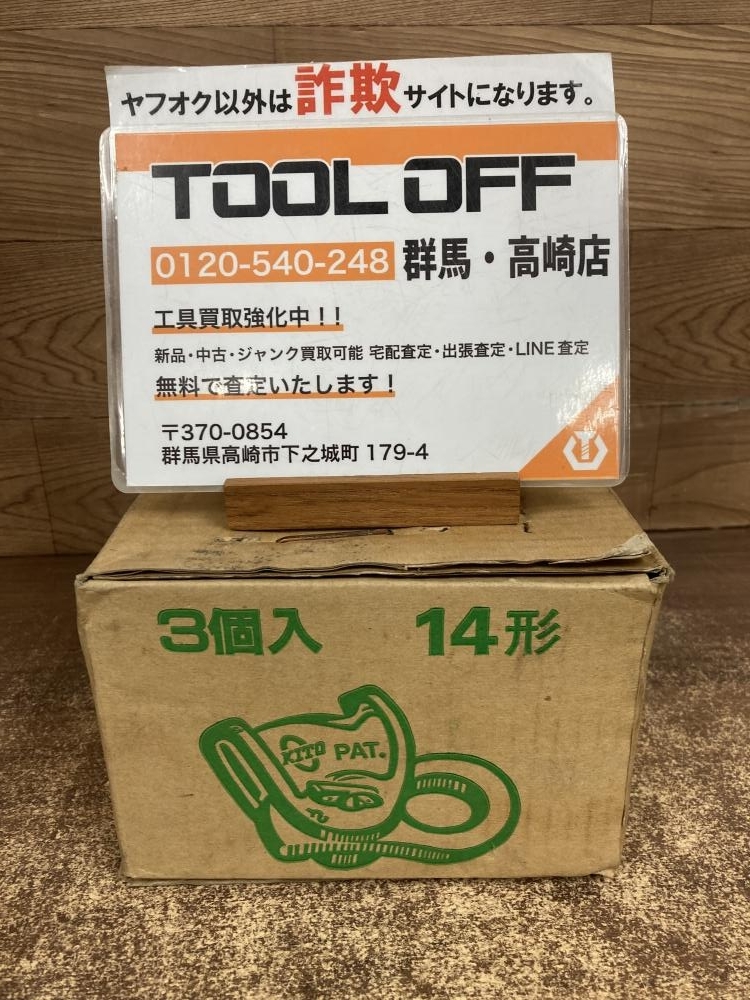 ヤフオク以外は詐欺サイトになります。
TOOL OFF
0120-540-248 群馬・高崎店
工具買取強化中！！
新品・中古・ジャンク買取可能 宅配査定・出張査定・LINE査定
無料で査定いたします！
〒370-0854
群馬県高崎市下之城町 179-4
3個入 14形
KITO PAT.